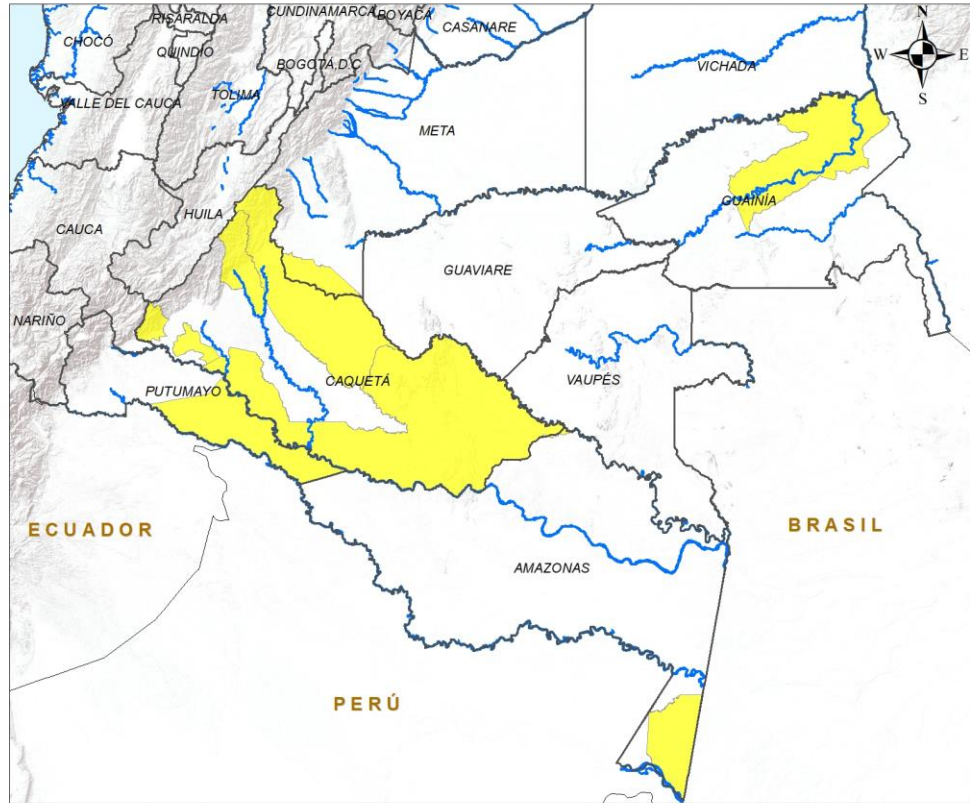 CUNDINAMARCA
BOYACÁ
RISARALDA
CASANARE
CHOCÓ
QUINDIO
BOGOTÁ.D.C
N
W
E
S
VICHADA
VALLE DEL CAUCA
TOLIMA
META
HUILA
GUAINÍA
CAUCA
GUAVIARE
NARIÑO
PUTUMAYO
CAQUETÁ
VAUPÉS
ECUADOR
BRASIL
AMAZONAS
PERÚ